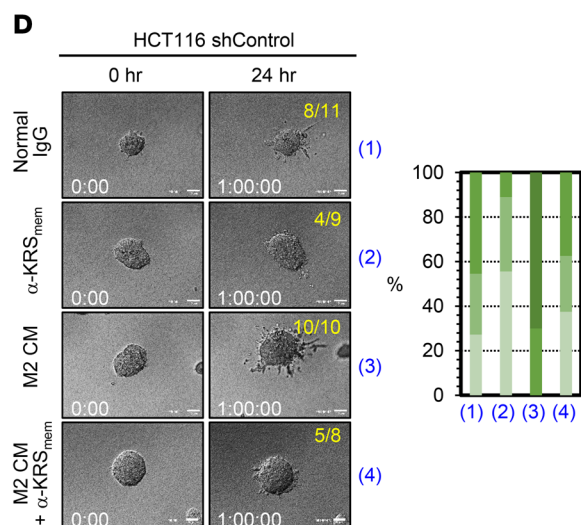 D
HCT116 shControl
0 hr
24 hr
Normal
IgG
0:00
8/11
1:00:00
(1)
α-KRSmem
0:00
4/9
1:00:00
(2)
M2 CM
0:00
10/10
1:00:00
(3)
M2 CM
+ α-KRSmem
0:00
5/8
1:00:00
(4)
100
80
60
40
20
0
%
(1) (2) (3) (4)